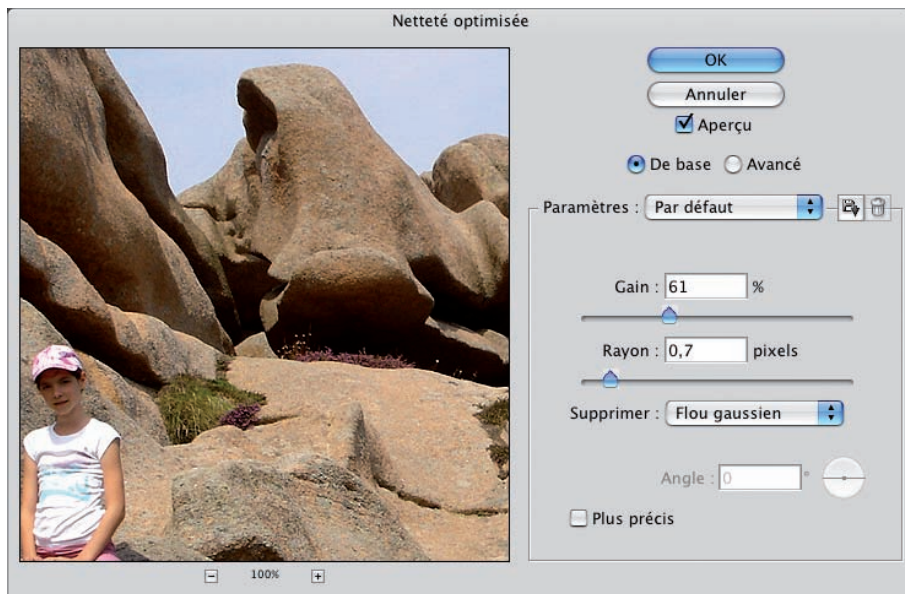 Netteté optimisée
OK
Annuler
Aperçu
De base Avancé
Paramètres : Par défaut
Gain : 61 %
Rayon : 0,7 pixels
Supprimer : Flou gaussien
Angle : 0 °
Plus précis
- 100% +